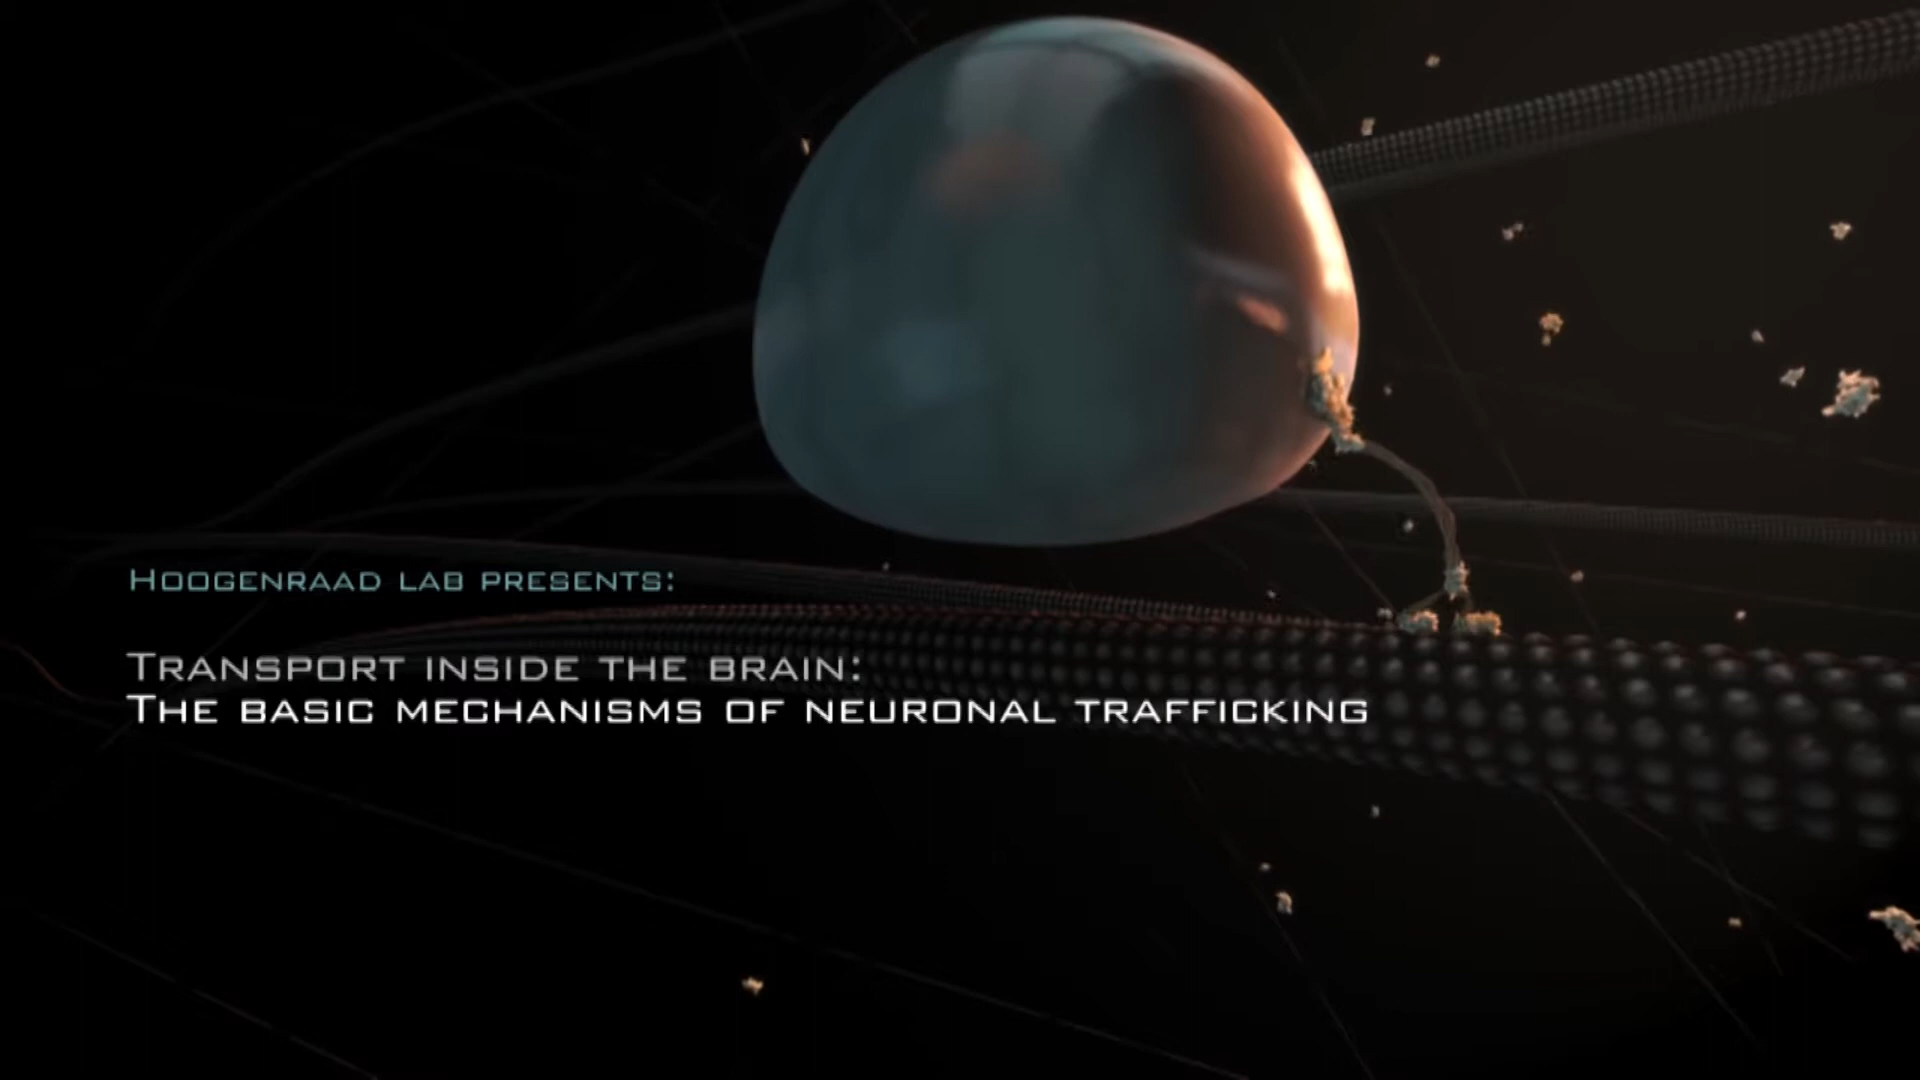 Hoogenraad lab presents:
Transport inside the brain:
The basic mechanisms of neuronal trafficking